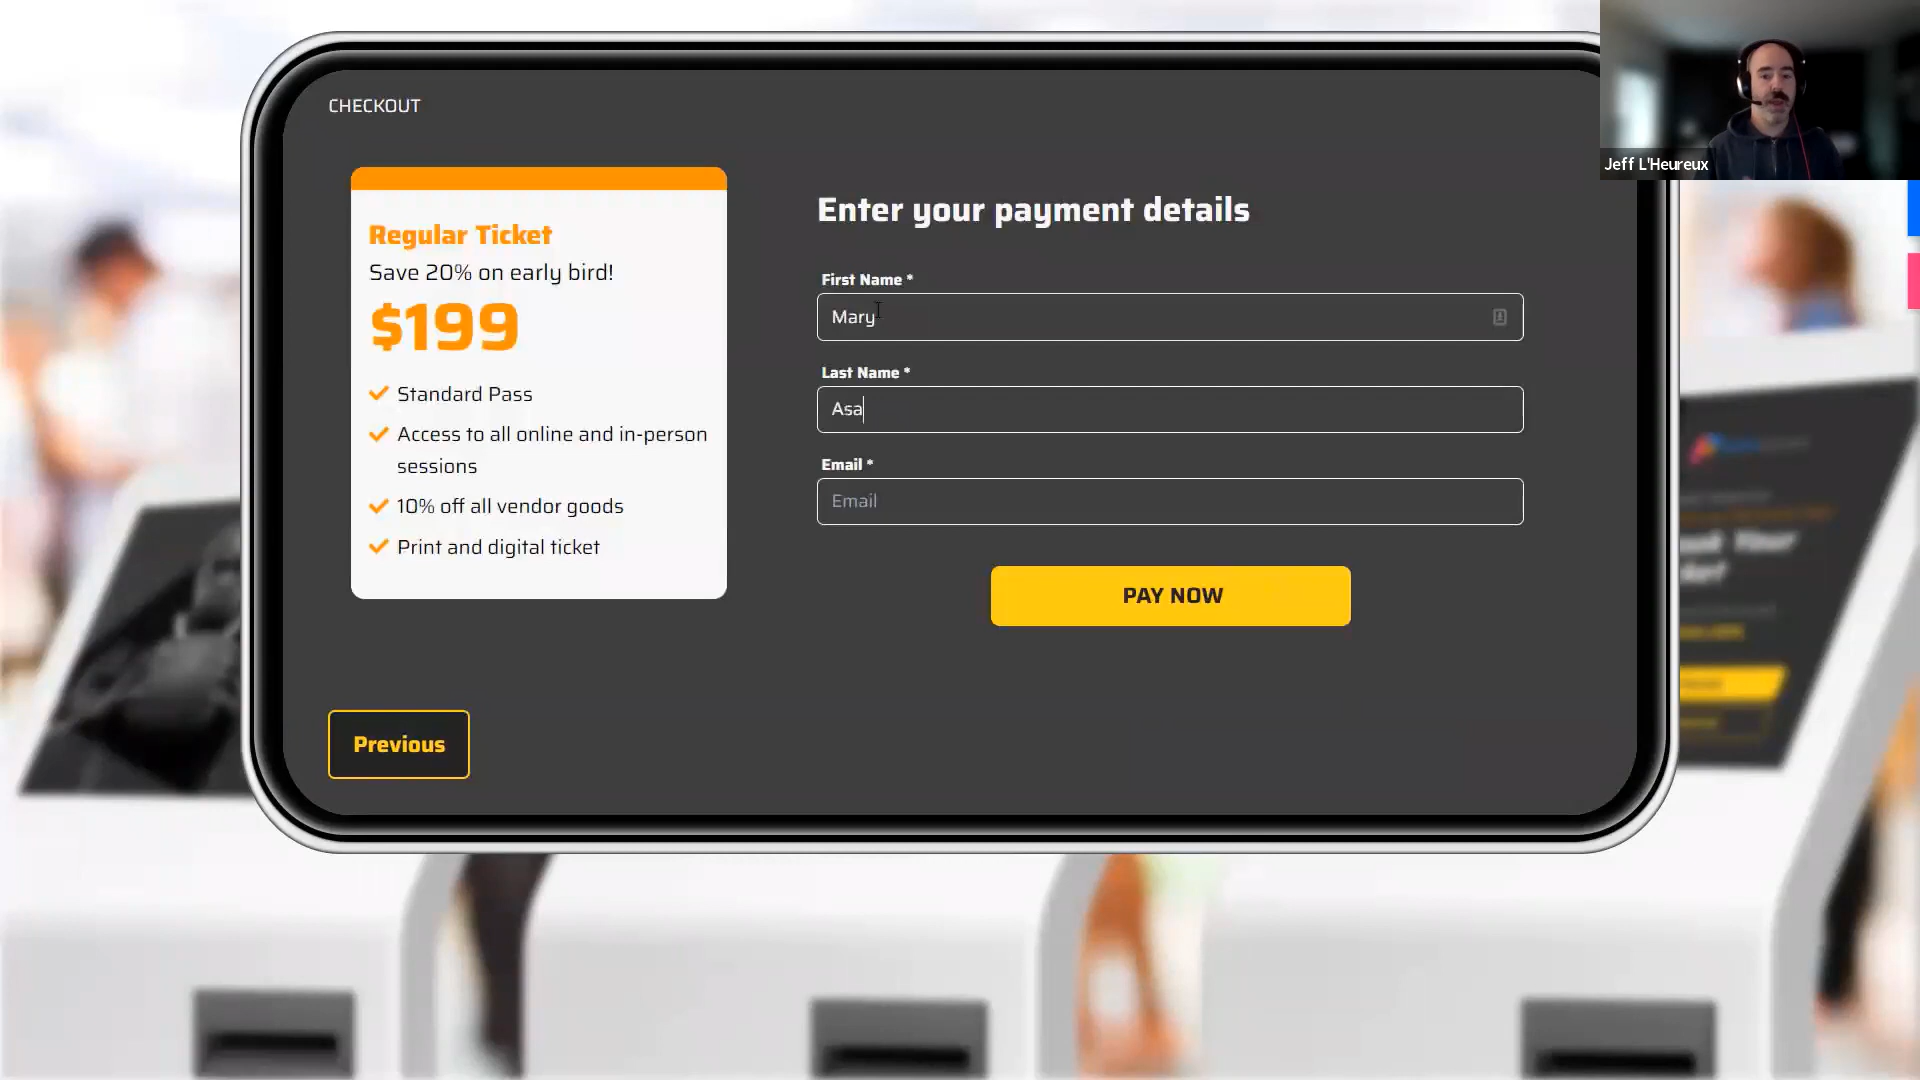 CHECKOUT
Jeff L'Heureux
Regular Ticket
Save 20% on early bird!
$199
Standard Pass
Access to all online and in-person
sessions
10% off all vendor goods
Print and digital ticket
Enter your payment details
First Name *
Mary
Last Name *
Asa
Email *
Email
PAY NOW
Previous